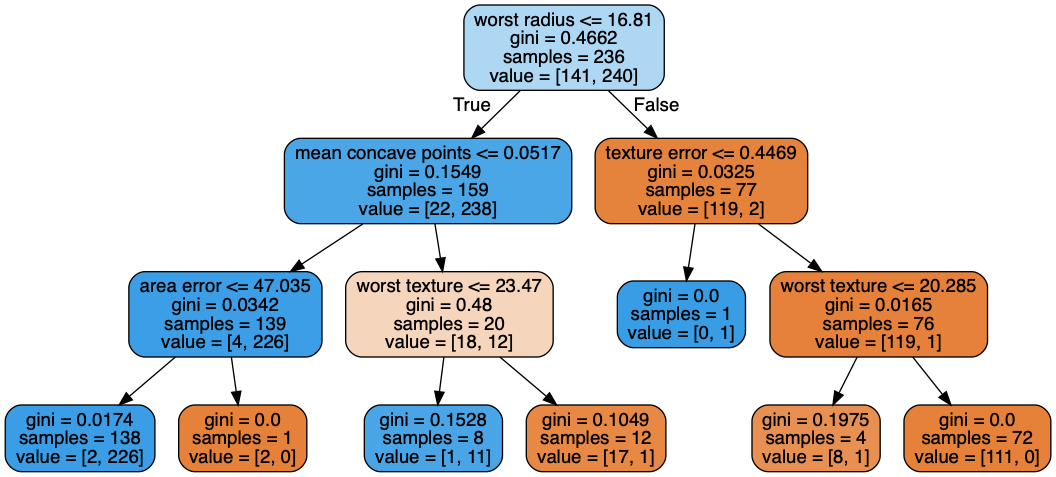 worst radius <= 16.81
gini = 0.4662
samples = 236
value = [141, 240]
True
False
mean concave points <= 0.0517
gini = 0.1549
samples = 159
value = [22, 238]
texture error <= 0.4469
gini = 0.0325
samples = 77
value = [119, 2]
area error <= 47.035
gini = 0.0342
samples = 139
value = [4, 226]
worst texture <= 23.47
gini = 0.48
samples = 20
value = [18, 12]
gini = 0.0
samples = 1
value = [0, 1]
worst texture <= 20.285
gini = 0.0165
samples = 76
value = [119, 1]
gini = 0.0174
samples = 138
value = [2, 226]
gini = 0.0
samples = 1
value = [2, 0]
gini = 0.1528
samples = 8
value = [1, 11]
gini = 0.1049
samples = 12
value = [17, 1]
gini = 0.1975
samples = 4
value = [8, 1]
gini = 0.0
samples = 72
value = [111, 0]